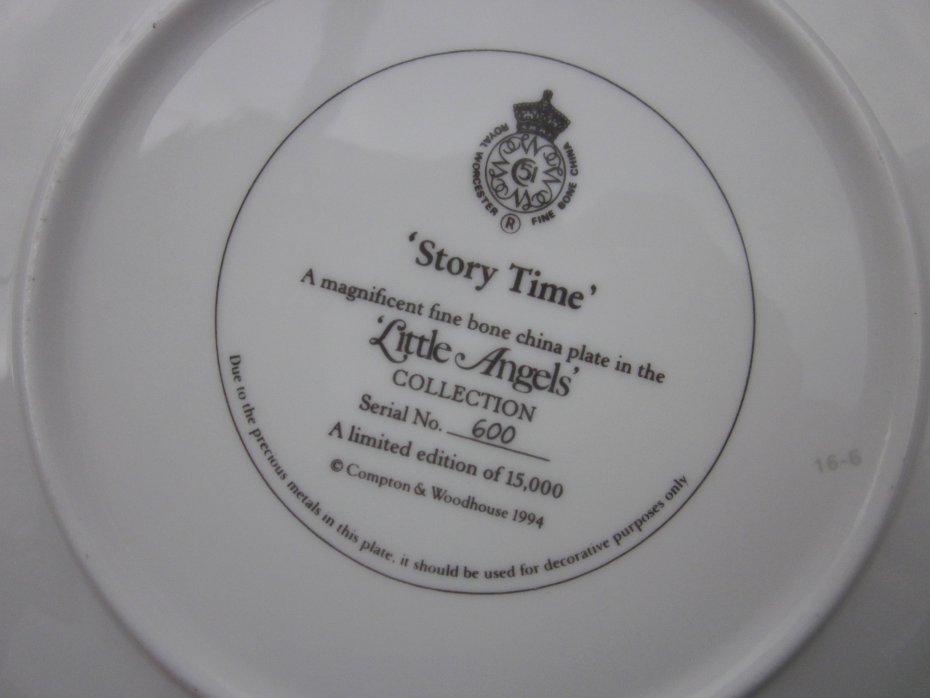 ROYAL WORCESTER FINE BONE CHINA
51
®
'Story Time'
A magnificent fine bone china plate in the
'Little Angels'
COLLECTION
Serial No. 600
A limited edition of 15,000
© Compton & Woodhouse 1994
Due to the precious metals in this plate, it should be used for decorative purposes only
16-6